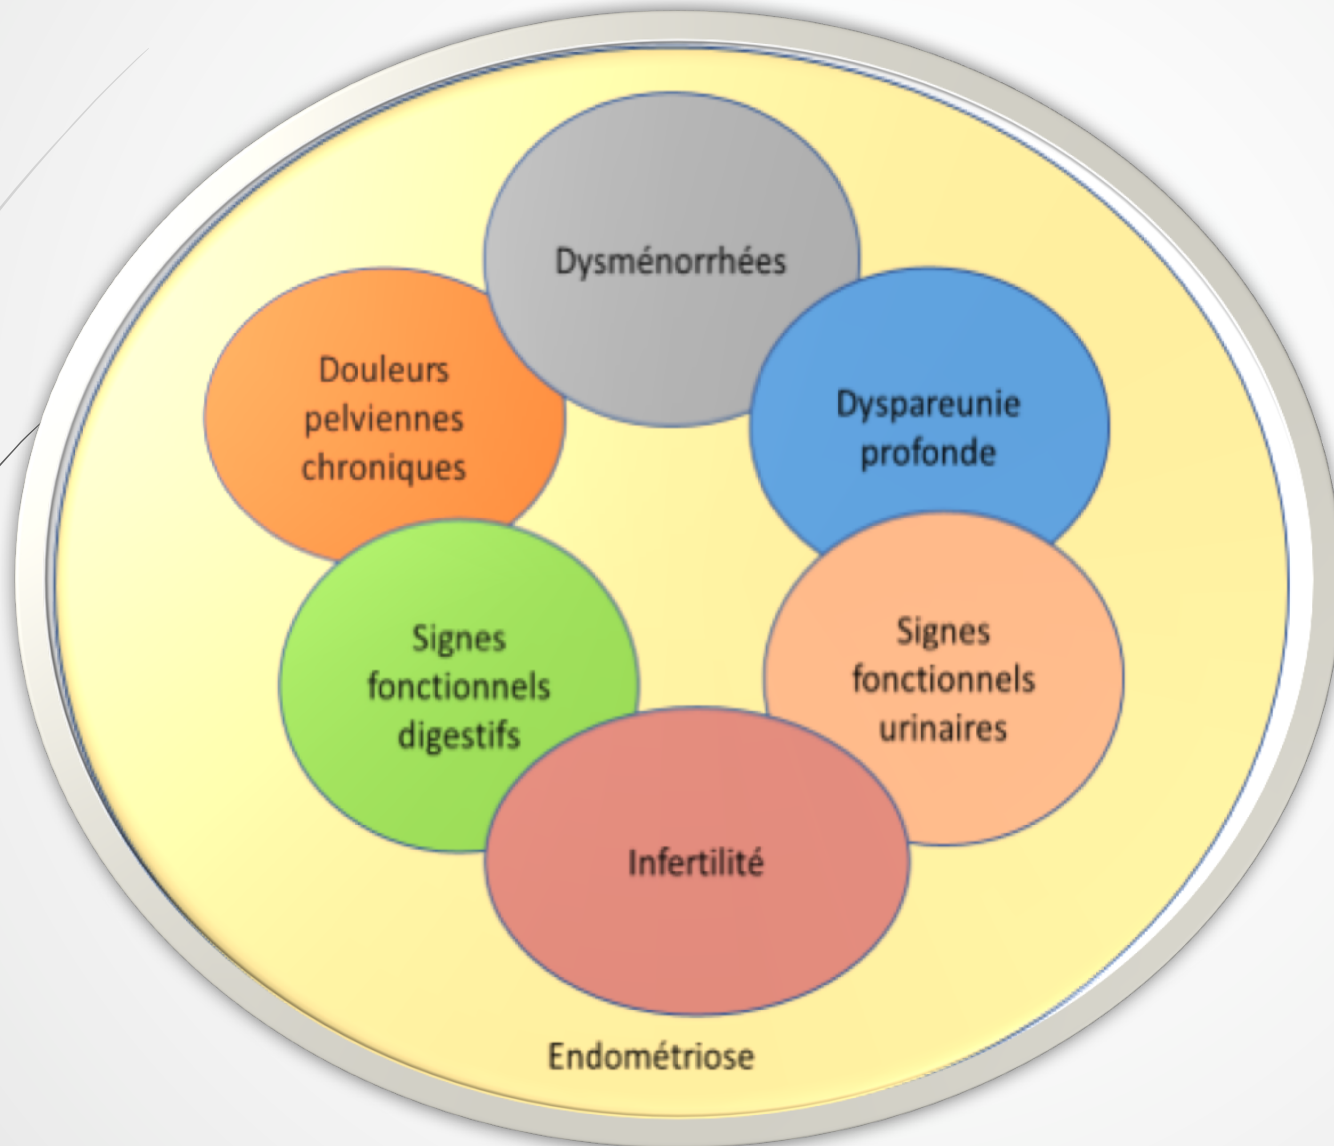 Dysménorrhées
Douleurs
pelviennes
chroniques
Dyspareunie
profonde
Signes
fonctionnels
digestifs
Signes
fonctionnels
urinaires
Infertilité
Endométriose